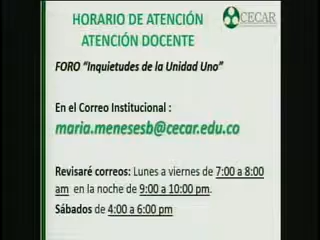 HORARIO DE ATENCIÓN
CECAR
ATENCIÓN DOCENTE
FORO “Inquietudes de la Unidad Uno”
En el Correo Institucional :
maria.menesesb@cecar.edu.co
Revisaré correos: Lunes a viernes de 7:00 a 8:00
am en la noche de 9:00 a 10:00 pm.
Sábados de 4:00 a 6:00 pm